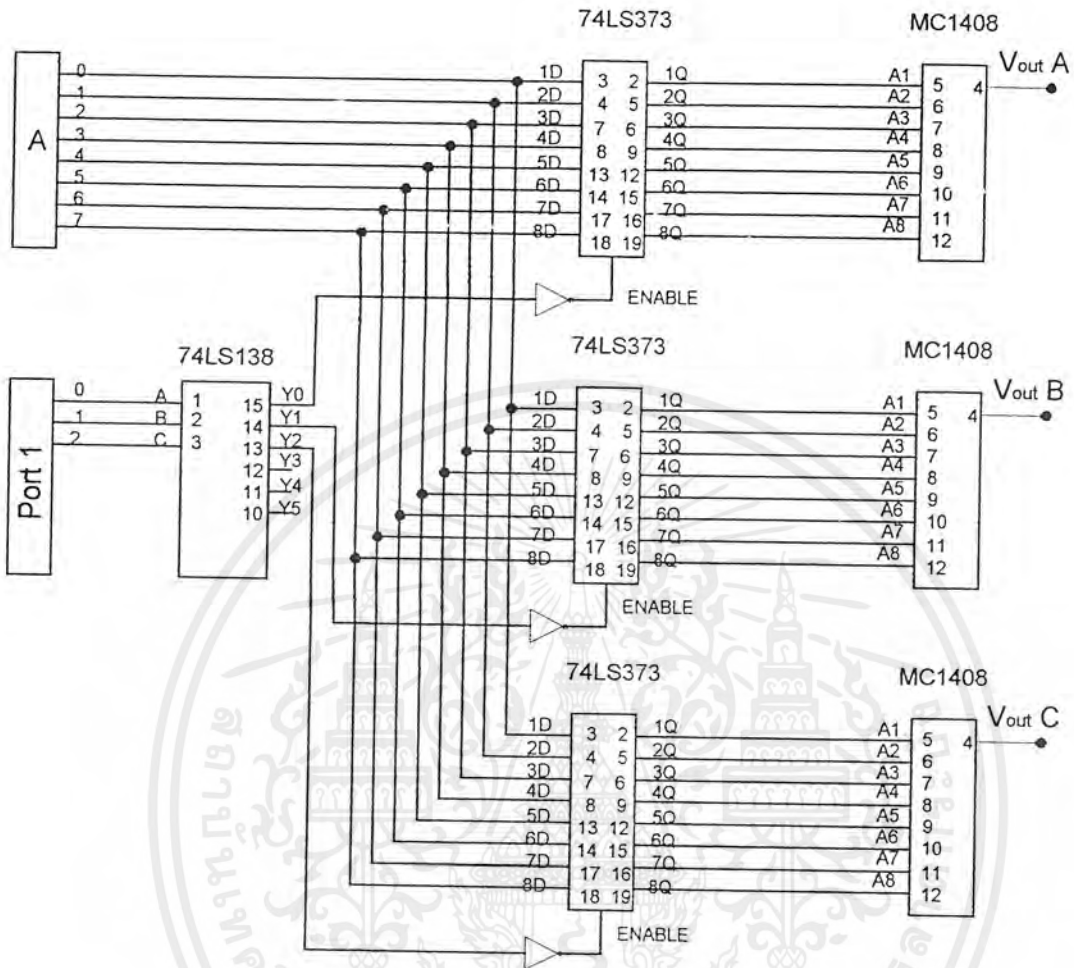 74LS373
MC1408
A
0
1
2
3
4
5
6
7
1D
2D
3D
4D
5D
6D
7D
8D
3 2
4 5
7 6
8 9
13 12
14 15
17 16
18 19
1Q
2Q
3Q
4Q
5Q
6Q
7Q
8Q
A1
A2
A3
A4
A5
A6
A7
A8
5 4
6
7
8
9
10
11
12
Vout A
ENABLE
74LS138
Port 1
0
1
2
A
B
C
1
2
3
15
14
13
12
11
10
Y0
Y1
Y2
Y3
Y4
Y5
74LS373
MC1408
1D
2D
3D
4D
5D
6D
7D
8D
3 2
4 5
7 6
8 9
13 12
14 15
17 16
18 19
1Q
2Q
3Q
4Q
5Q
6Q
7Q
8Q
A1
A2
A3
A4
A5
A6
A7
A8
5 4
6
7
8
9
10
11
12
Vout B
ENABLE
74LS373
MC1408
1D
2D
3D
4D
5D
6D
7D
8D
3 2
4 5
7 6
8 9
13 12
14 15
17 16
18 19
1Q
2Q
3Q
4Q
5Q
6Q
7Q
8Q
A1
A2
A3
A4
A5
A6
A7
A8
5 4
6
7
8
9
10
11
12
Vout C
ENABLE